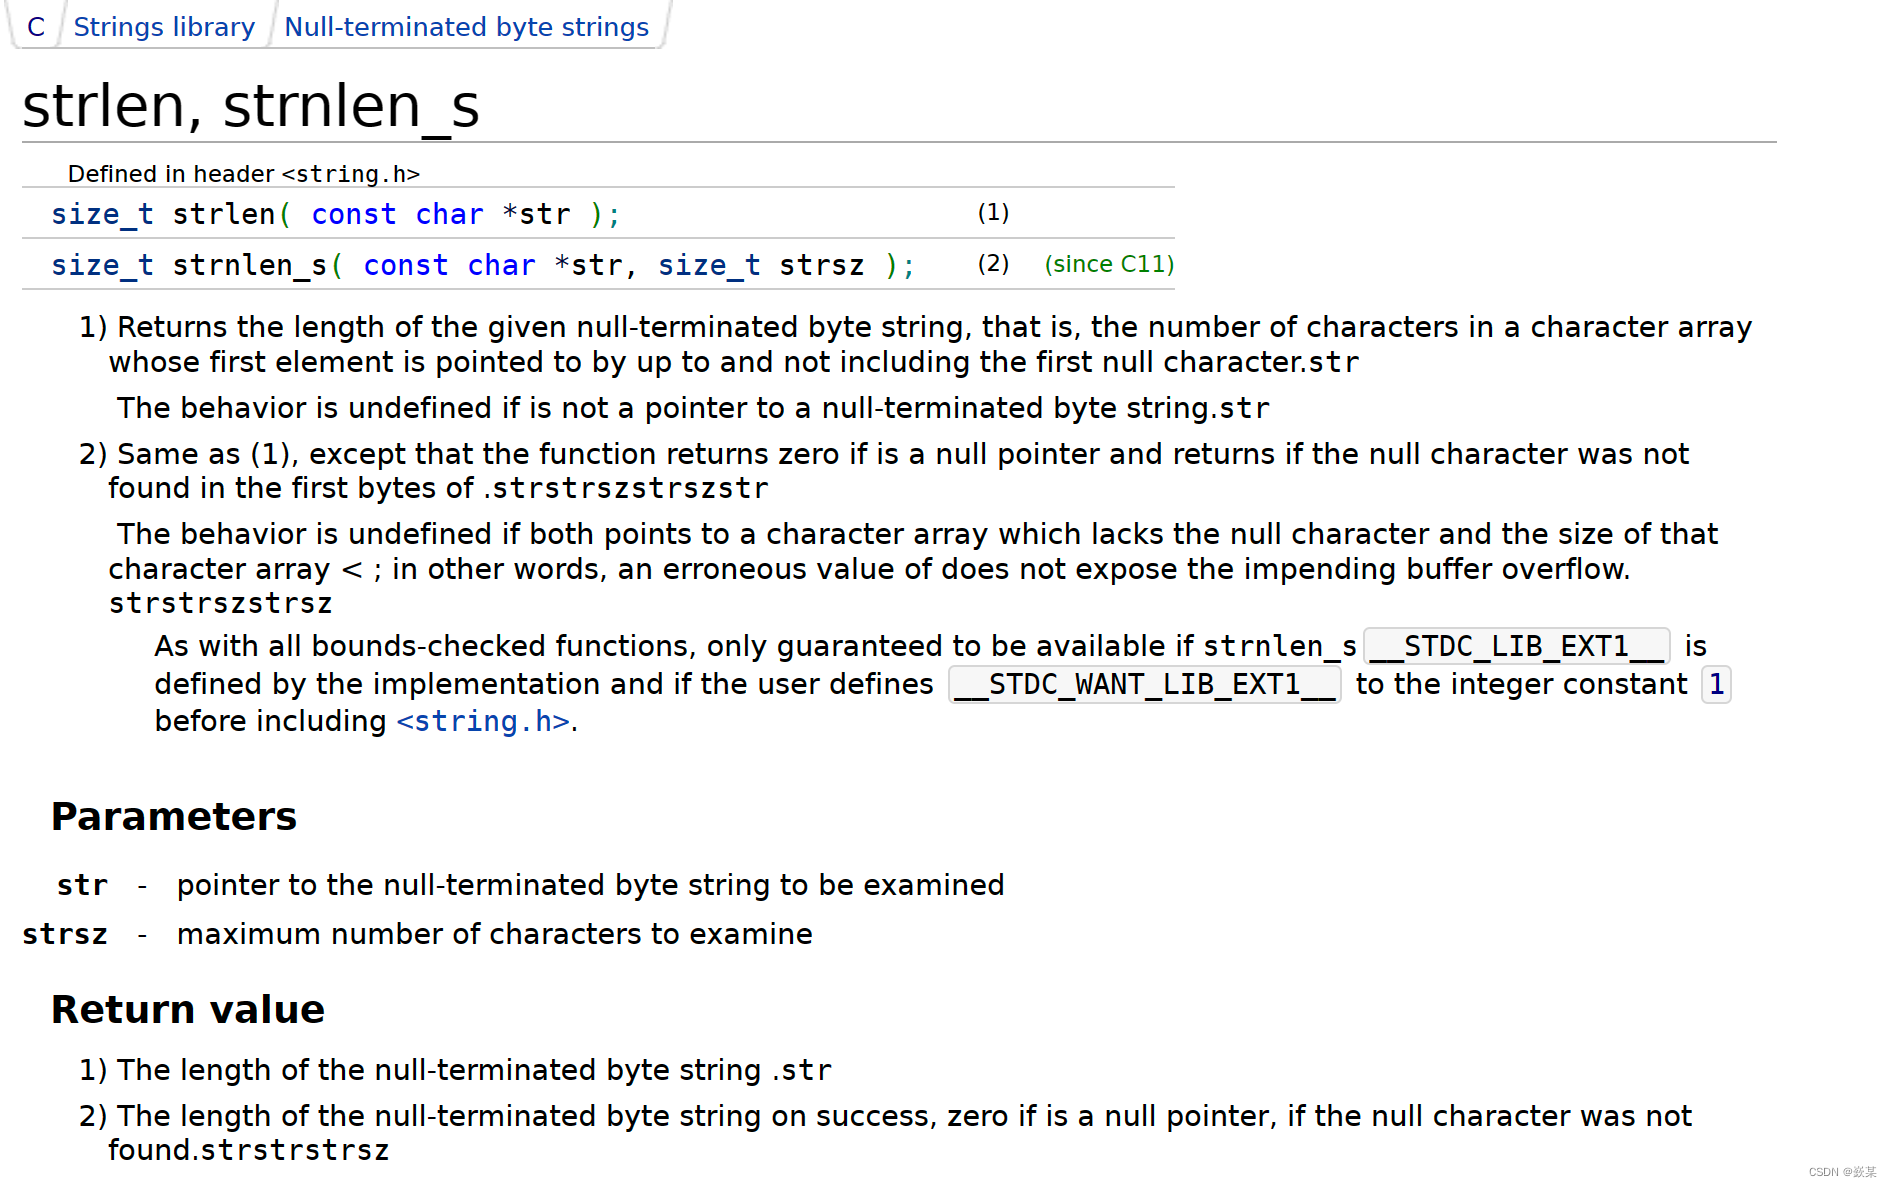 C Strings library Null-terminated byte strings
strlen, strnlen_s
Defined in header <string.h>
size_t strlen( const char *str ); (1)
size_t strnlen_s( const char *str, size_t strsz ); (2) (since C11)
1) Returns the length of the given null-terminated byte string, that is, the number of characters in a character array
whose first element is pointed to by up to and not including the first null character.str
The behavior is undefined if is not a pointer to a null-terminated byte string.str
2) Same as (1), except that the function returns zero if is a null pointer and returns if the null character was not
found in the first bytes of .strstrszstrszstr
The behavior is undefined if both points to a character array which lacks the null character and the size of that
character array < ; in other words, an erroneous value of does not expose the impending buffer overflow.
strstrszstrsz
As with all bounds-checked functions, only guaranteed to be available if strnlen_s __STDC_LIB_EXT1__ is
defined by the implementation and if the user defines __STDC_WANT_LIB_EXT1__ to the integer constant 1
before including <string.h>.
Parameters
str - pointer to the null-terminated byte string to be examined
strsz - maximum number of characters to examine
Return value
1) The length of the null-terminated byte string .str
2) The length of the null-terminated byte string on success, zero if is a null pointer, if the null character was not
found.strstrstrsz
CSDN @嵌某